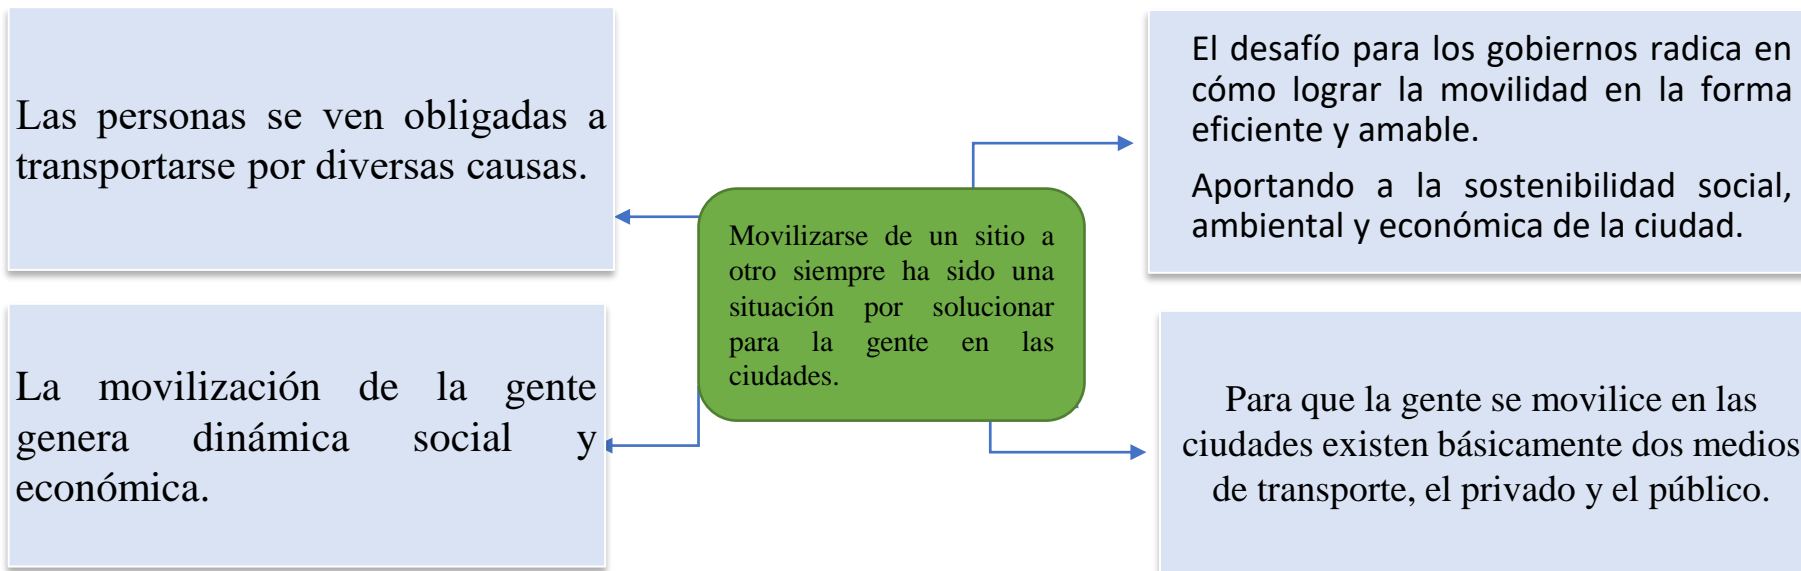 Las personas se ven obligadas a
transportarse por diversas causas.
El desafío para los gobiernos radica en
cómo lograr la movilidad en la forma
eficiente y amable.
Aportando a la sostenibilidad social,
ambiental y económica de la ciudad.
Movilizarse de un sitio a
otro siempre ha sido una
situación por solucionar
para la gente en las
ciudades.
La movilización de la gente
genera dinámica social y
económica.
Para que la gente se movilice en las
ciudades existen básicamente dos medios
de transporte, el privado y el público.